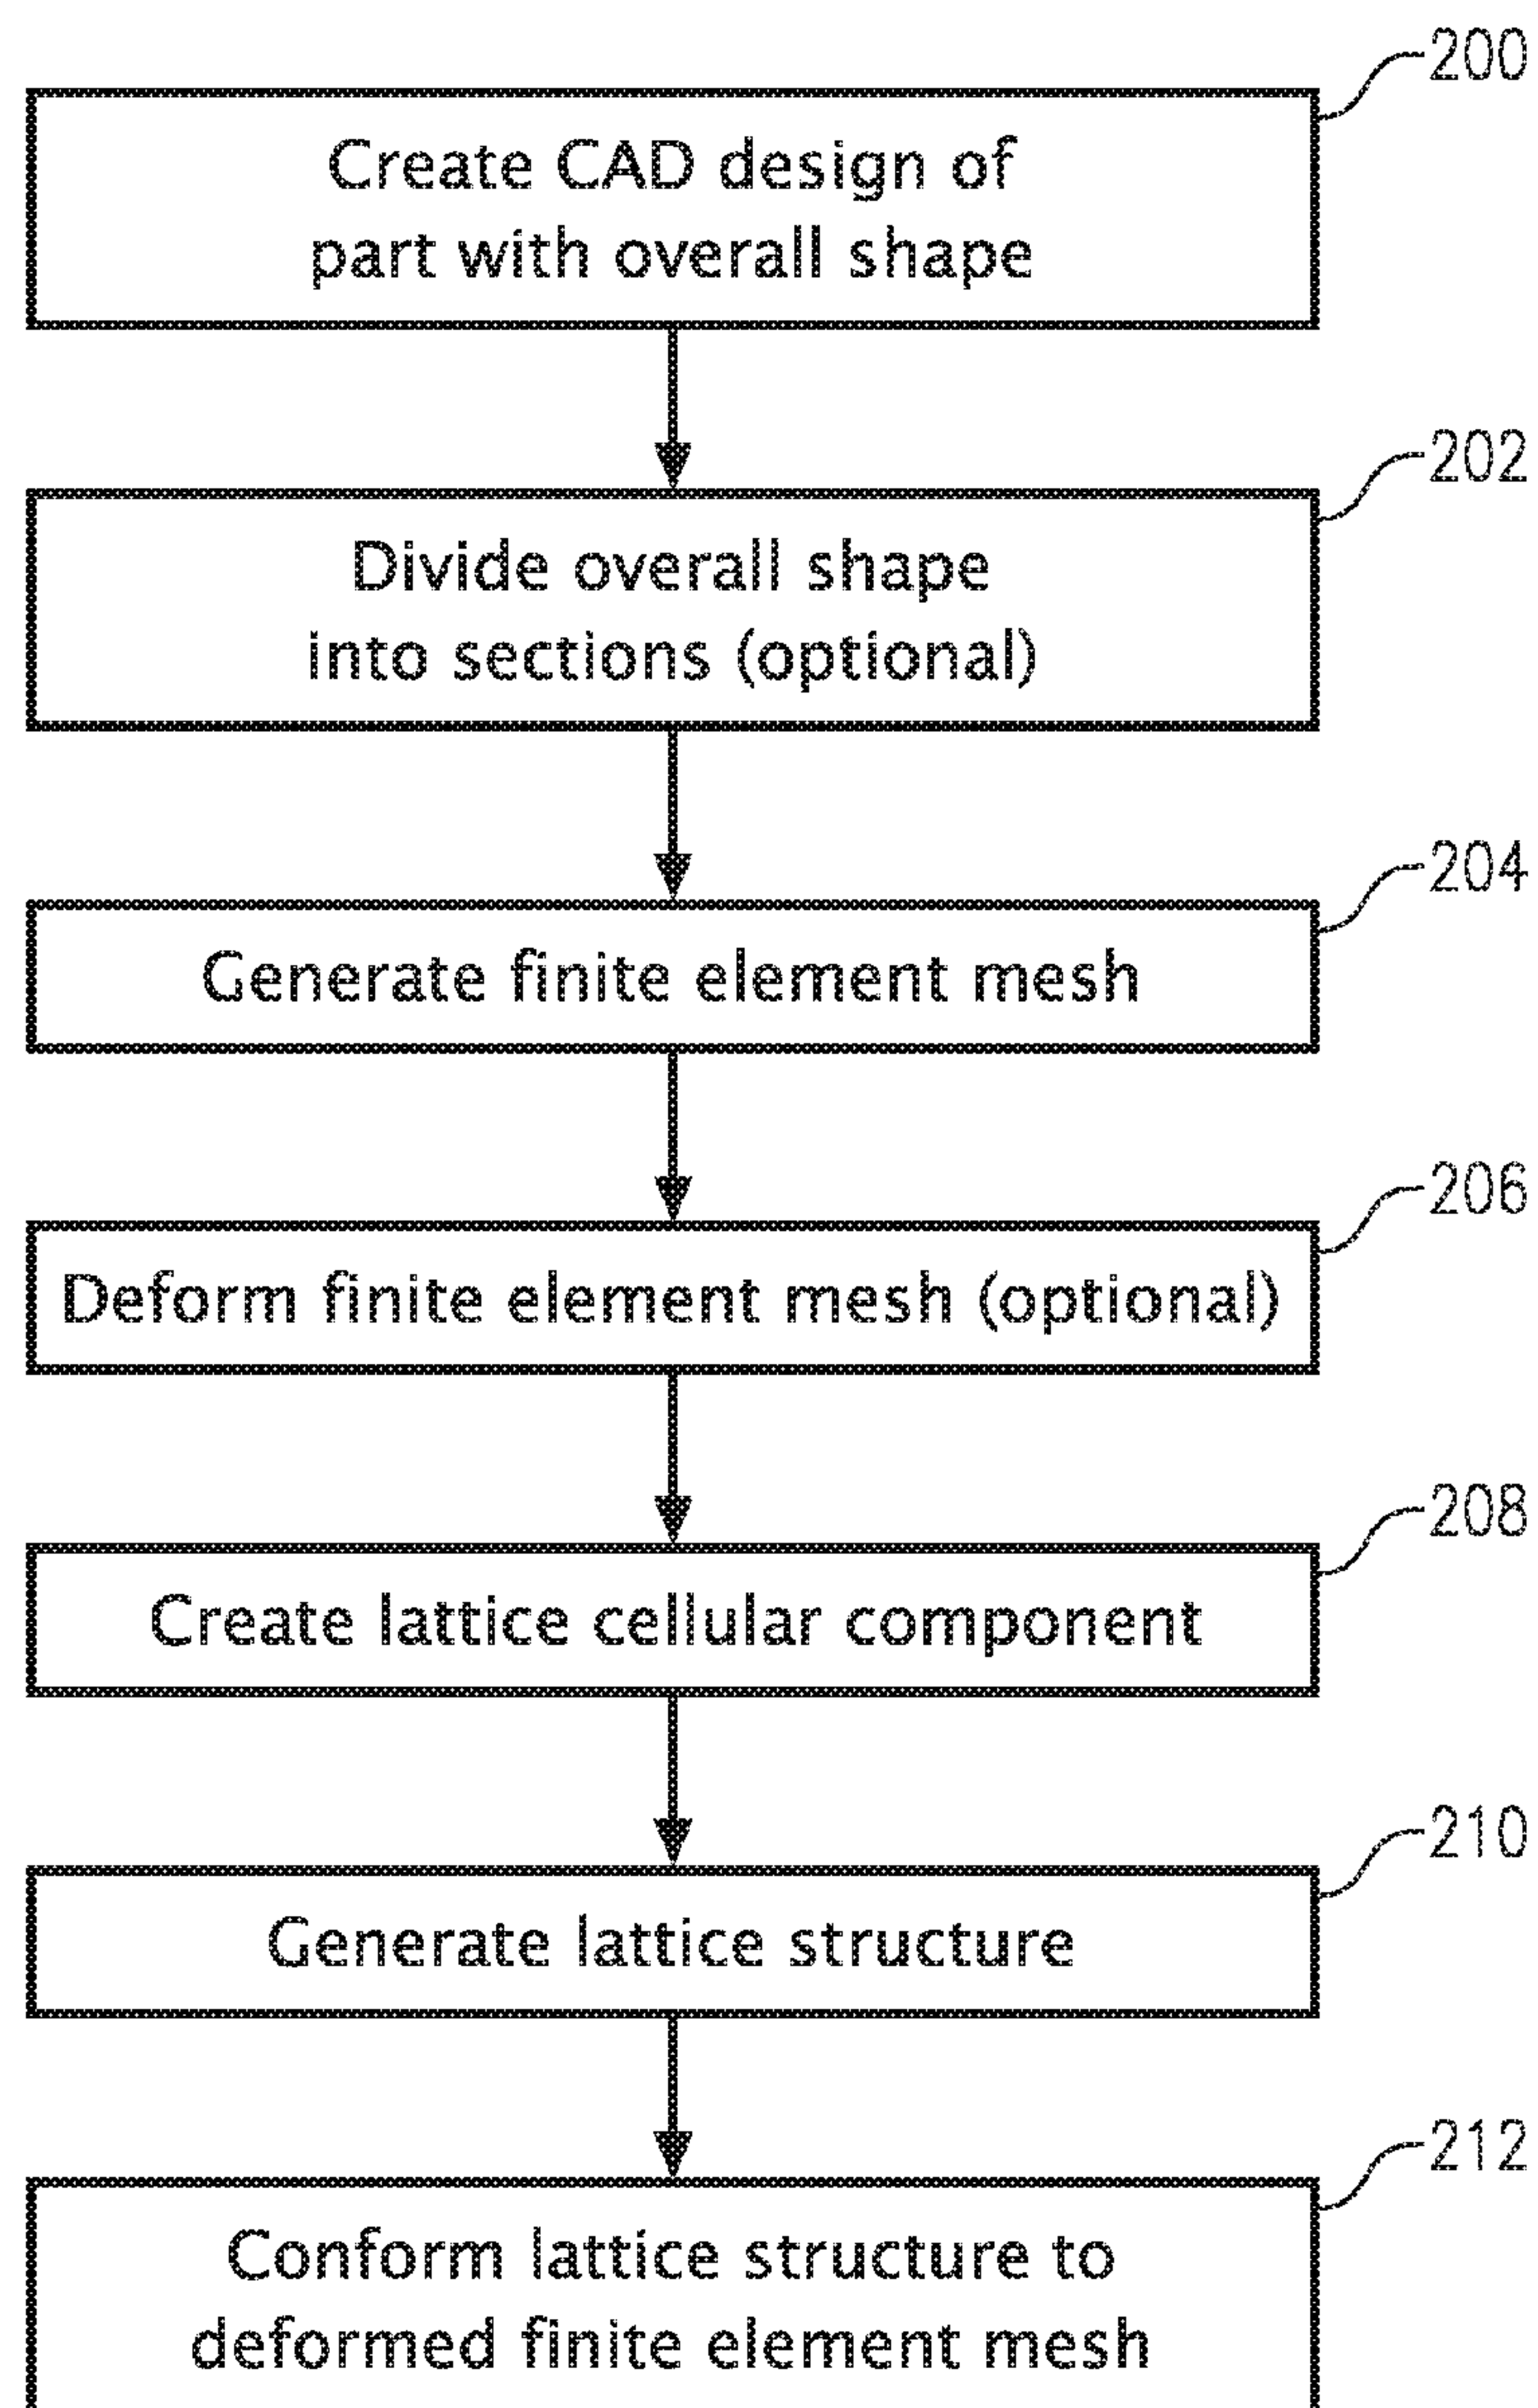 200
Create CAD design of
part with overall shape
202
Divide overall shape
into sections (optional)
204
Generate finite element mesh
206
Deform finite element mesh (optional)
208
Create lattice cellular component
210
Generate lattice structure
212
Conform lattice structure to
deformed finite element mesh